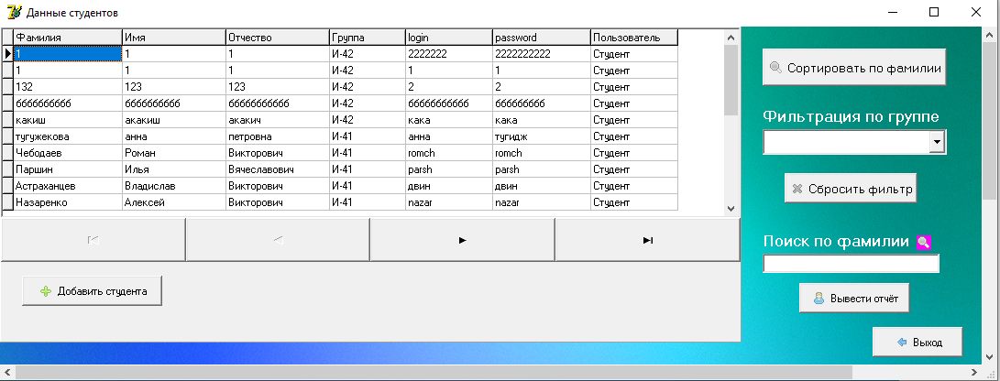 Данные студентов
Фамилия Имя Отчество Группа login password Пользователь
1 1 1 И-42 2222222 2222222222 Студент
1 1 1 И-42 1 1 Студент
132 123 123 И-42 2 2 Студент
6666666666 6666666666 66666666666 И-42 66666666666 666666666 Студент
какиш акакиш акакич И-42 кака кака Студент
тугужекова анна петровна И-41 анна тугидж Студент
Чебодаев Роман Викторович И-41 romch romch Студент
Паршин Илья Вячеславович И-41 parsh parsh Студент
Астраханцев Владислав Викторович И-41 двин двин Студент
Назаренко Алексей Викторович И-41 nazar nazar Студент
Добавить студента
Сортировать по фамилии
Фильтрация по группе
Сбросить фильтр
Поиск по фамилии
Вывести отчёт
Выход